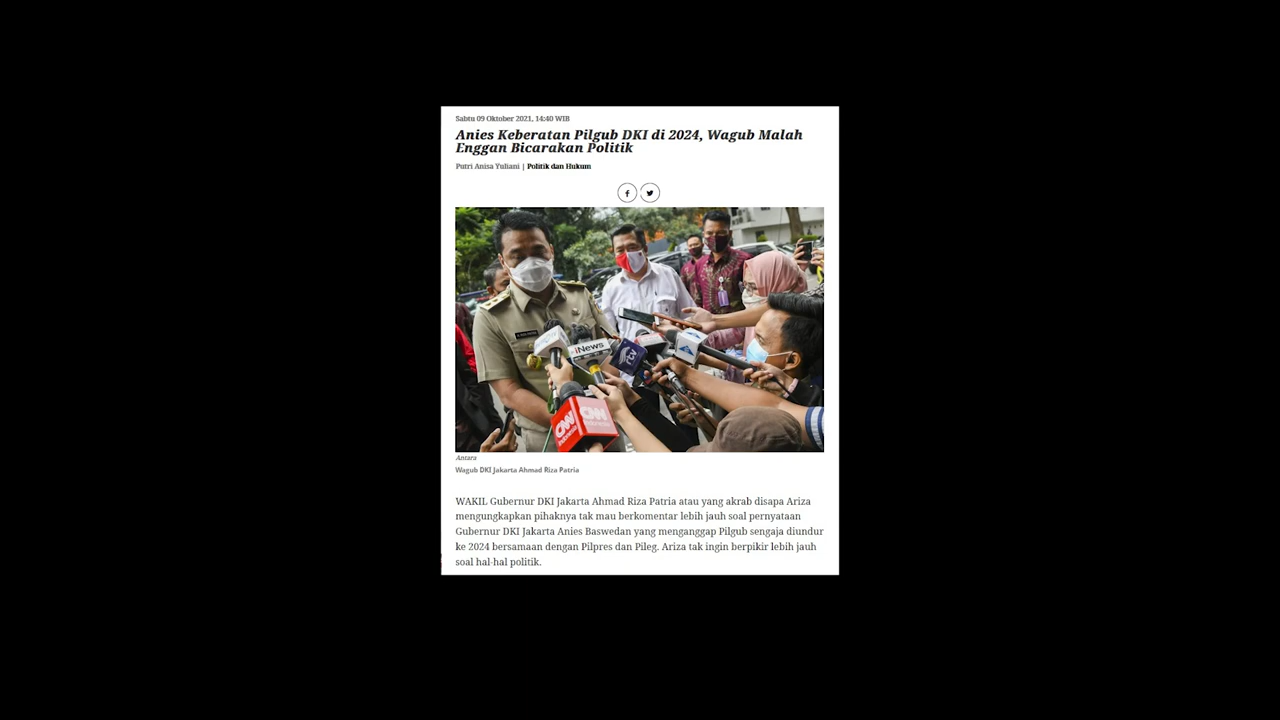 Sabtu 09 Oktober 2021, 14:40 WIB
Anies Keberatan Pilgub DKI di 2024, Wagub Malah
Enggan Bicarakan Politik
Putri Anisa Yuliani | Politik dan Hukum
iNews
CNN
Indonesia
CNN
Antara
Wagub DKI Jakarta Ahmad Riza Patria
WAKIL Gubernur DKI Jakarta Ahmad Riza Patria atau yang akrab disapa Ariza
mengungkapkan pihaknya tak mau berkomentar lebih jauh soal pernyataan
Gubernur DKI Jakarta Anies Baswedan yang menganggap Pilgub sengaja diundur
ke 2024 bersamaan dengan Pilpres dan Pileg. Ariza tak ingin berpikir lebih jauh
soal hal-hal politik.